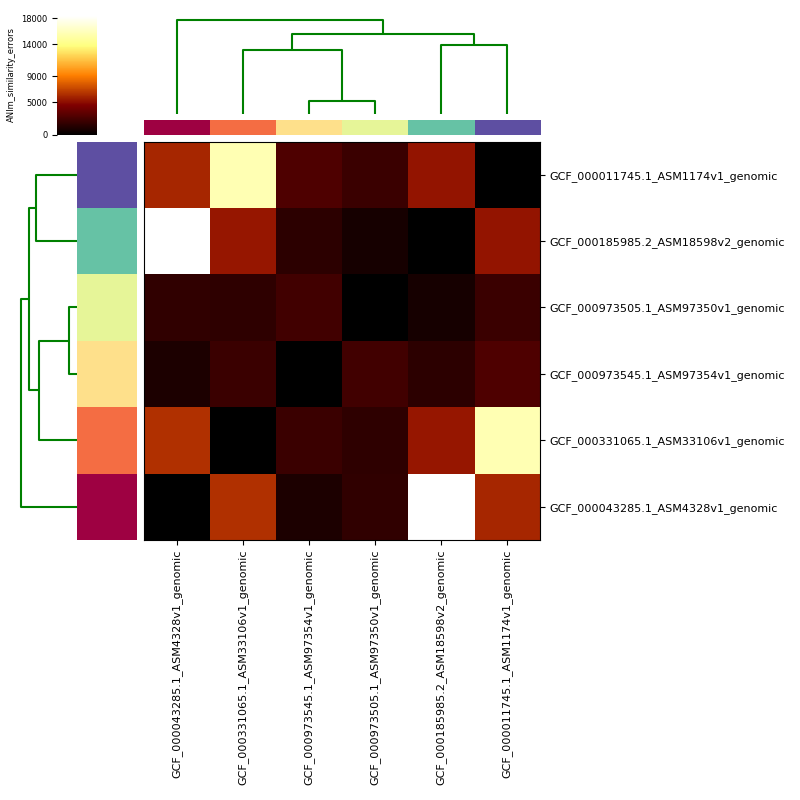 ANIm_similarity_errors
18000
14000
9000
5000
0
GCF_000011745.1_ASM1174v1_genomic
GCF_000185985.2_ASM18598v2_genomic
GCF_000973505.1_ASM97350v1_genomic
GCF_000973545.1_ASM97354v1_genomic
GCF_000331065.1_ASM33106v1_genomic
GCF_000043285.1_ASM4328v1_genomic
GCF_000043285.1_ASM4328v1_genomic
GCF_000331065.1_ASM33106v1_genomic
GCF_000973545.1_ASM97354v1_genomic
GCF_000973505.1_ASM97350v1_genomic
GCF_000185985.2_ASM18598v2_genomic
GCF_000011745.1_ASM1174v1_genomic